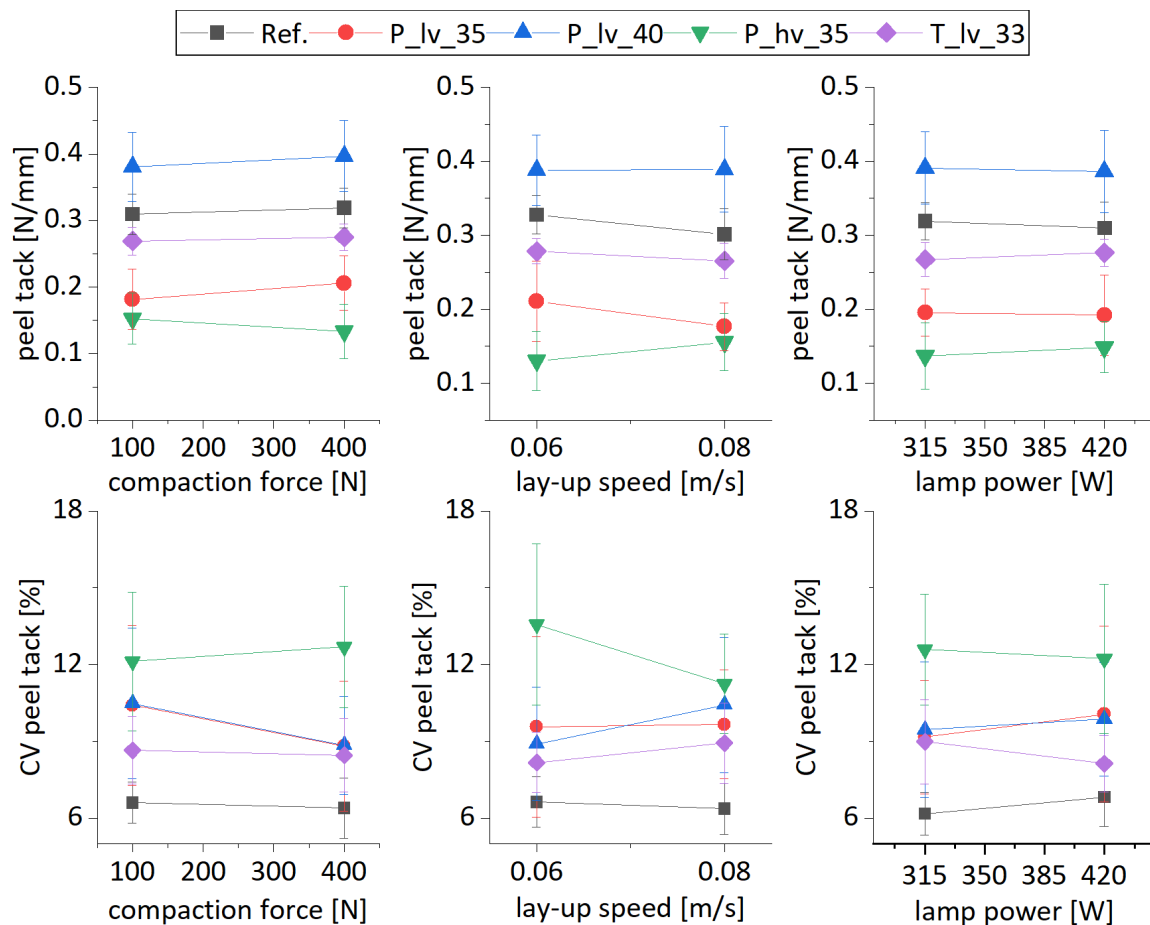 Ref. P_lv_35 P_lv_40 P_hv_35 T_lv_33
peel tack [N/mm]
0.5
0.4
0.3
0.2
0.1
0.0
100 200 300 400
compaction force [N]
peel tack [N/mm]
0.5
0.4
0.3
0.2
0.1
0.06 0.08
lay-up speed [m/s]
peel tack [N/mm]
0.5
0.4
0.3
0.2
0.1
315 350 385 420
lamp power [W]
CV peel tack [%]
18
12
6
100 200 300 400
compaction force [N]
CV peel tack [%]
18
12
6
0.06 0.08
lay-up speed [m/s]
CV peel tack [%]
18
12
6
315 350 385 420
lamp power [W]